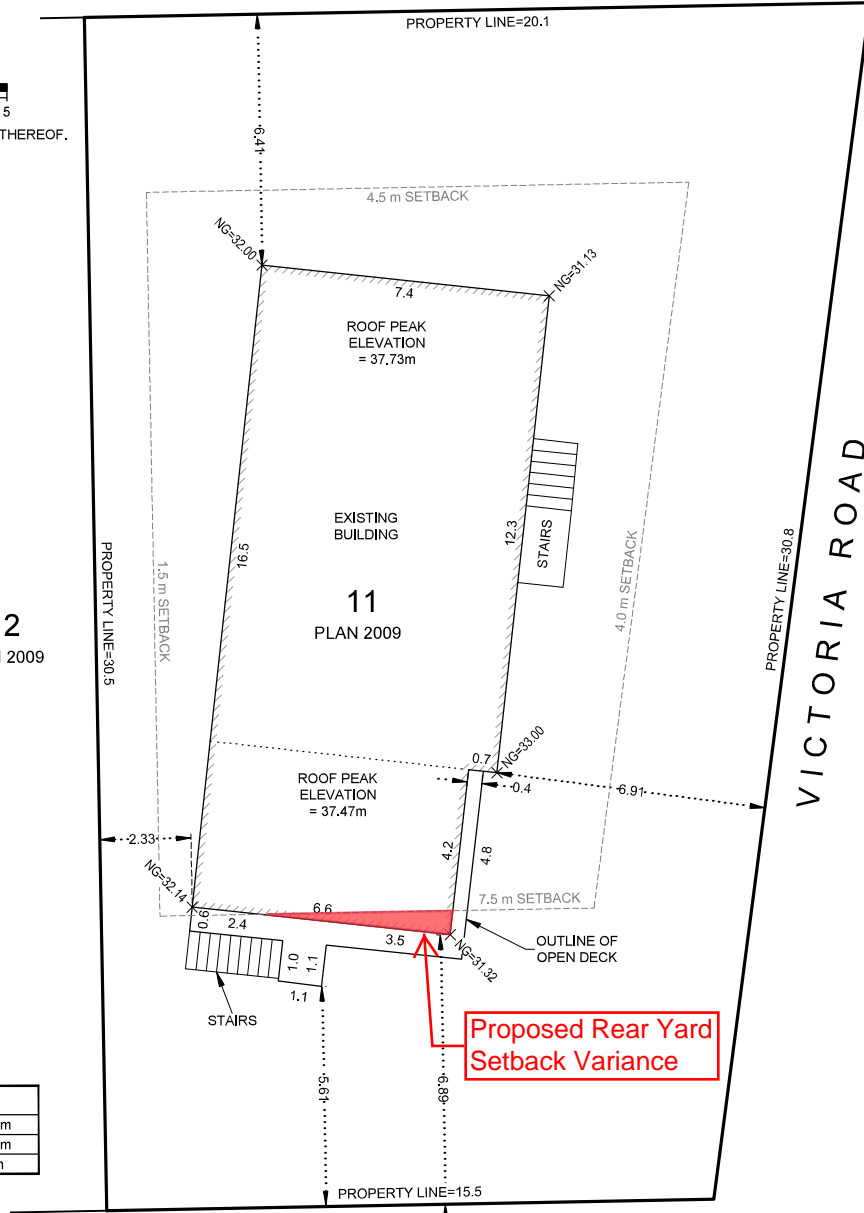 PROPERTY LINE=20.1
5
THEREOF.
6.41
4.5 m SETBACK
NG=32.00
NG=31.13
7.4
ROOF PEAK
ELEVATION
= 37.73m
EXISTING
BUILDING
11
PLAN 2009
16.5
12.3
STAIRS
1.5 m SETBACK
4.0 m SETBACK
PROPERTY LINE=30.5
PROPERTY LINE=30.8
VICTORIA ROAD
2
2009
0.7
NG=33.00
0.4
6.91
ROOF PEAK
ELEVATION
= 37.47m
2.33
4.2
4.8
NG=32.14
7.5 m SETBACK
6.6
0.6
2.4
3.5
NG=31.32
OUTLINE OF
OPEN DECK
1.0
1.1
1.1
STAIRS
Proposed Rear Yard
Setback Variance
5.61
6.89
m
m
PROPERTY LINE=15.5